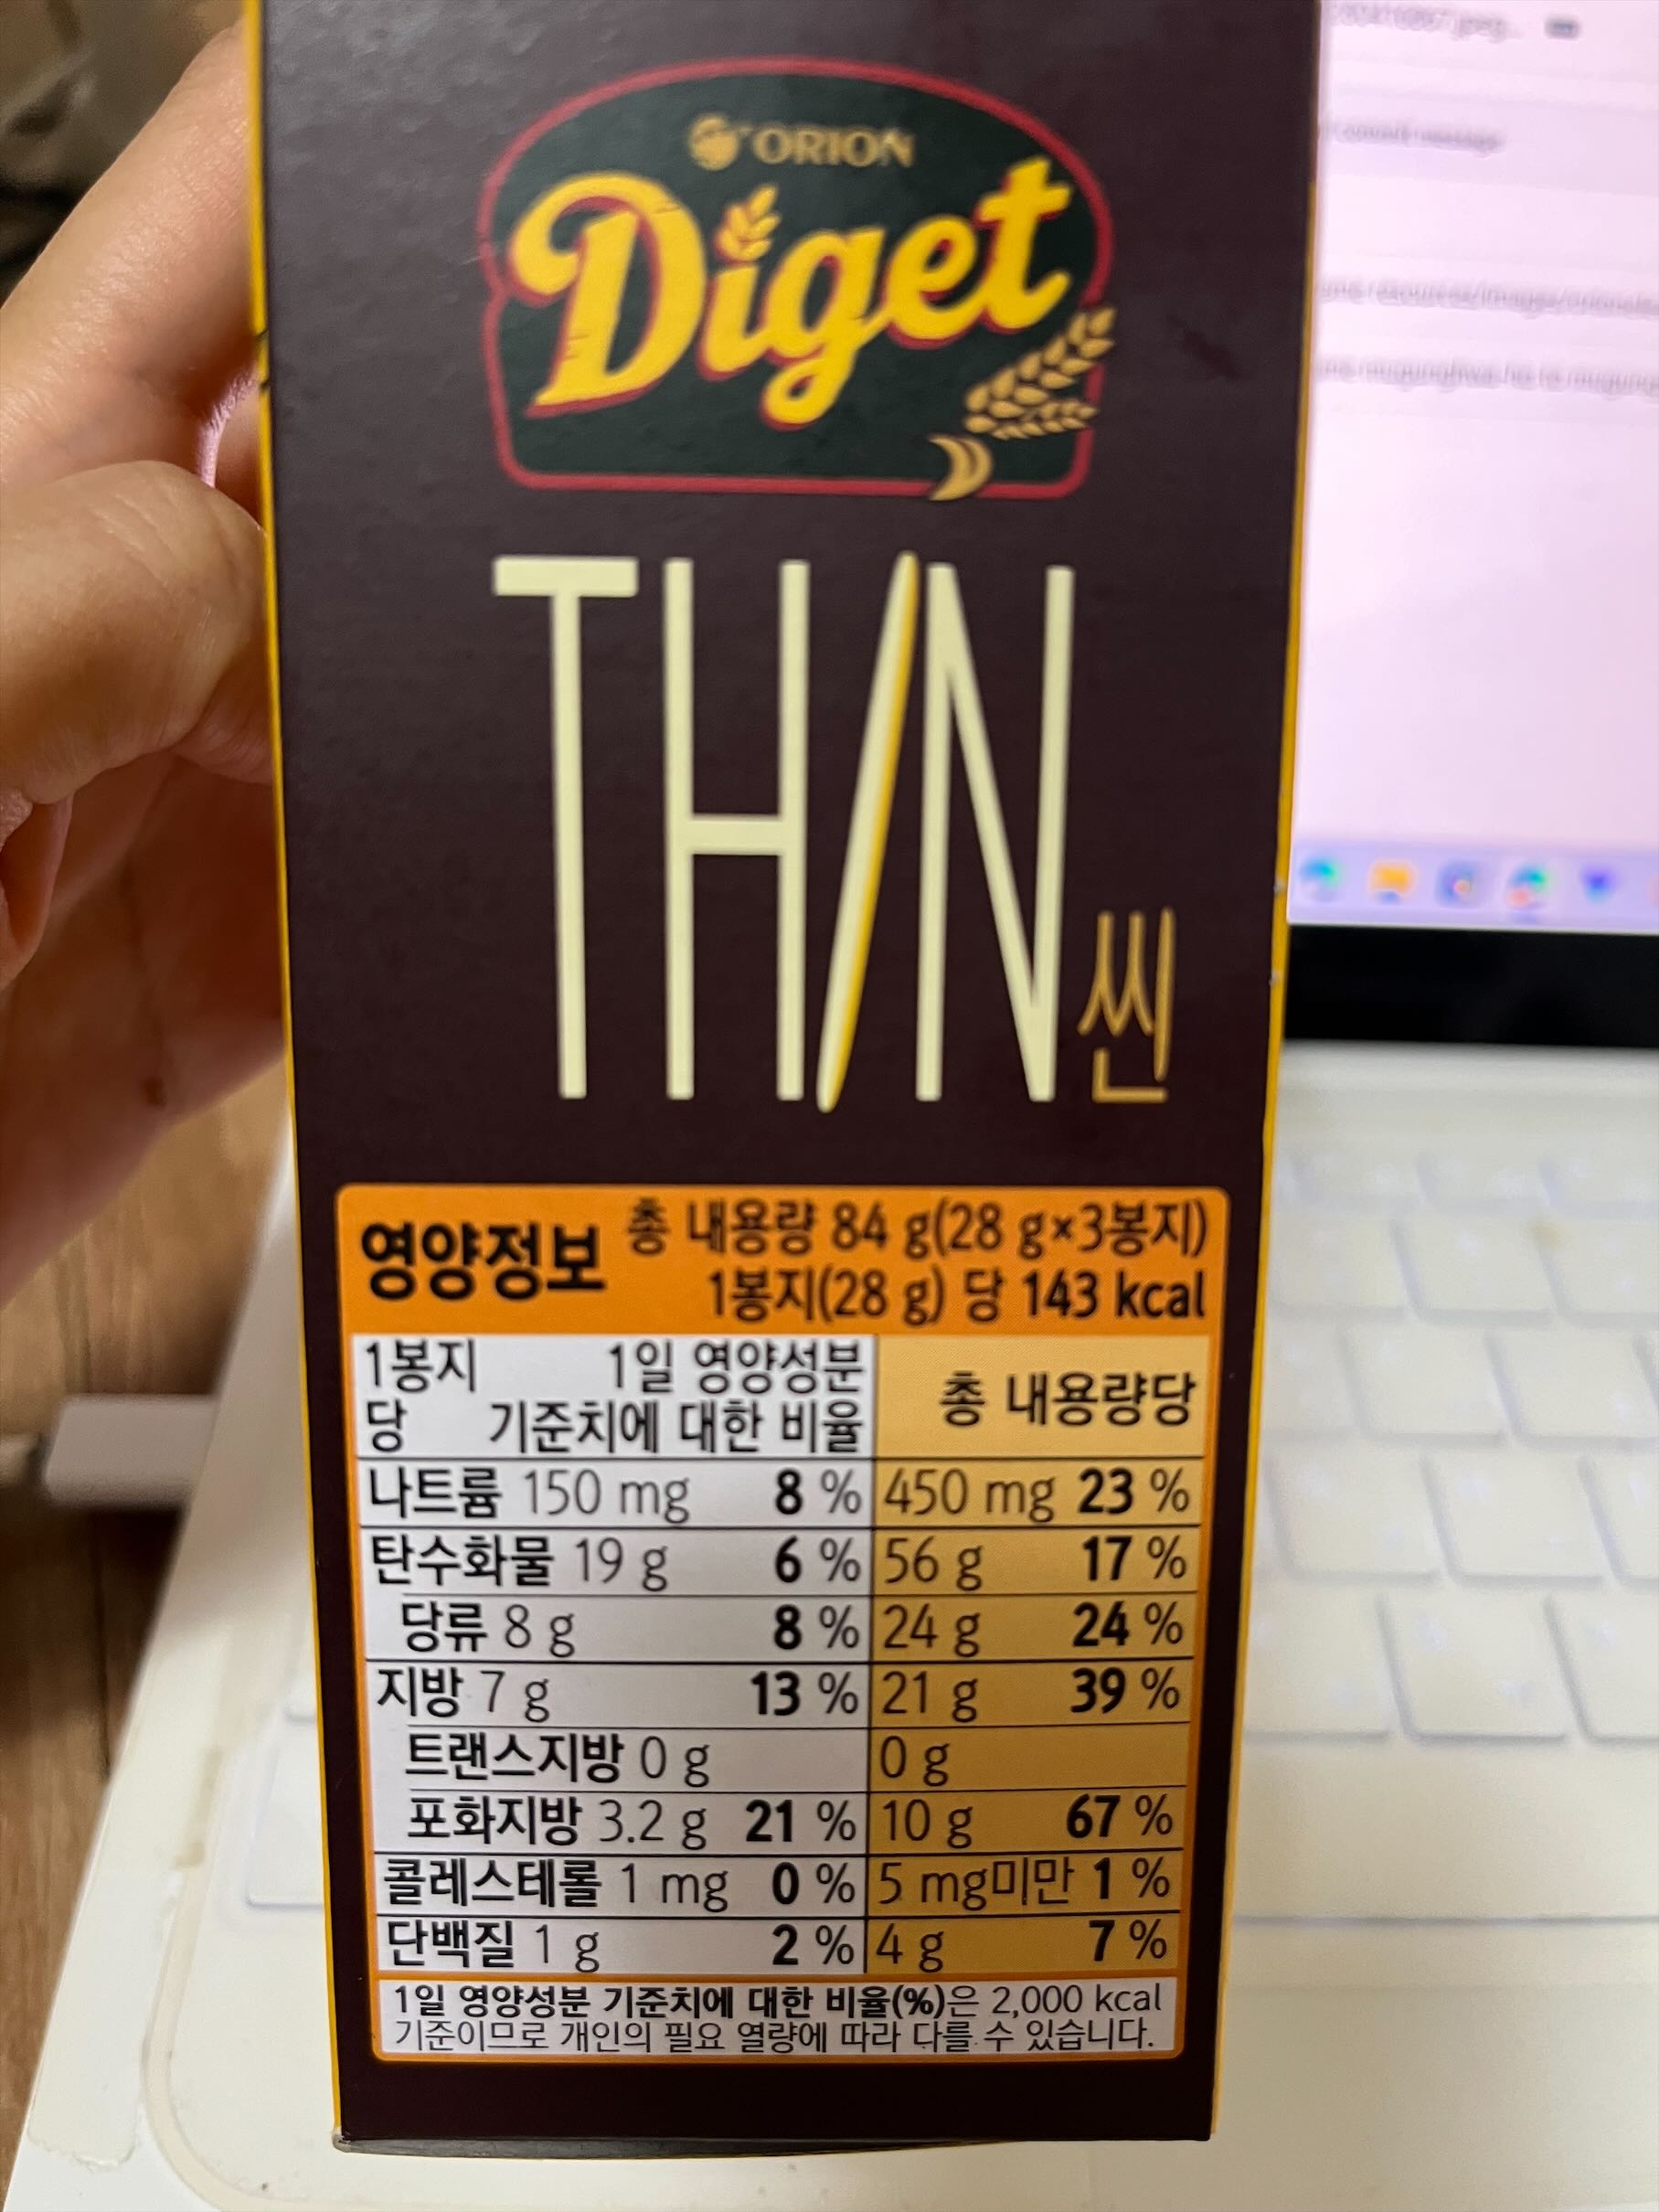 ORION
Diget
THIN 씬
영양정보 총 내용량 84 g(28 g×3봉지)
1봉지(28 g) 당 143 kcal
1봉지 1일 영양성분 총 내용량당
당 기준치에 대한 비율
나트륨 150 mg 8 % 450 mg 23 %
탄수화물 19 g 6 % 56 g 17 %
당류 8 g 8 % 24 g 24 %
지방 7 g 13 % 21 g 39 %
트랜스지방 0 g 0 g
포화지방 3.2 g 21 % 10 g 67 %
콜레스테롤 1 mg 0 % 5 mg미만 1 %
단백질 1 g 2 % 4 g 7 %
1일 영양성분 기준치에 대한 비율(%)은 2,000 kcal
기준이므로 개인의 필요 열량에 따라 다를 수 있습니다.